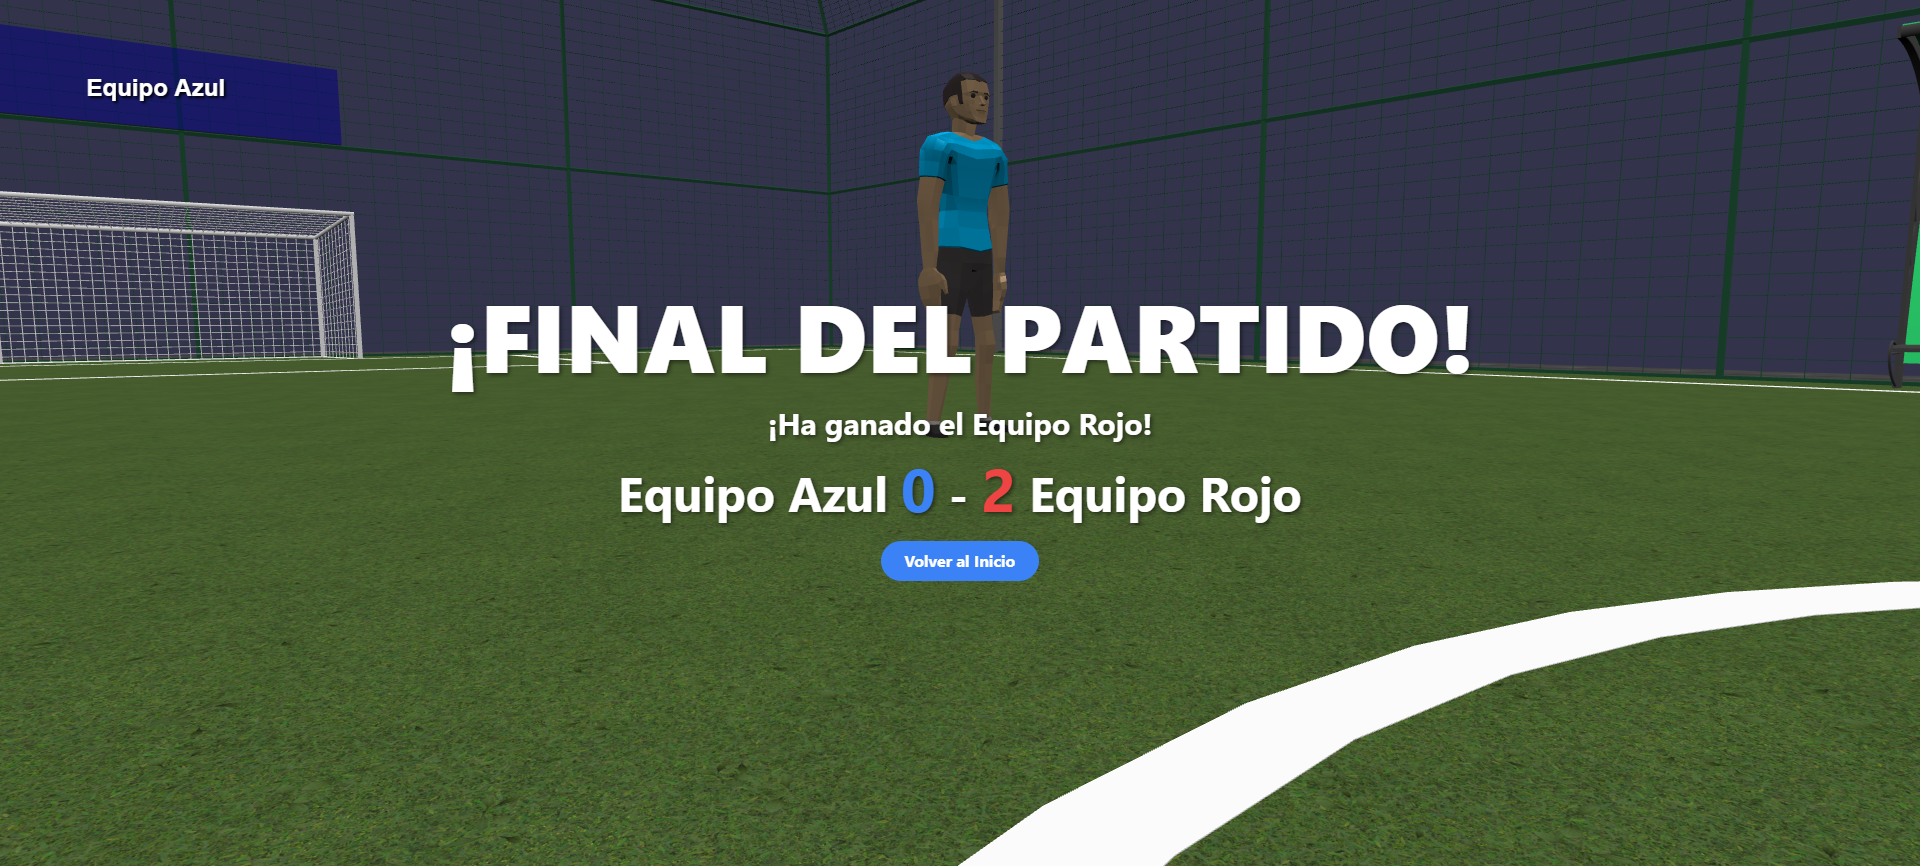 Equipo Azul
¡FINAL DEL PARTIDO!
¡Ha ganado el Equipo Rojo!
Equipo Azul 0 - 2 Equipo Rojo
Volver al Inicio